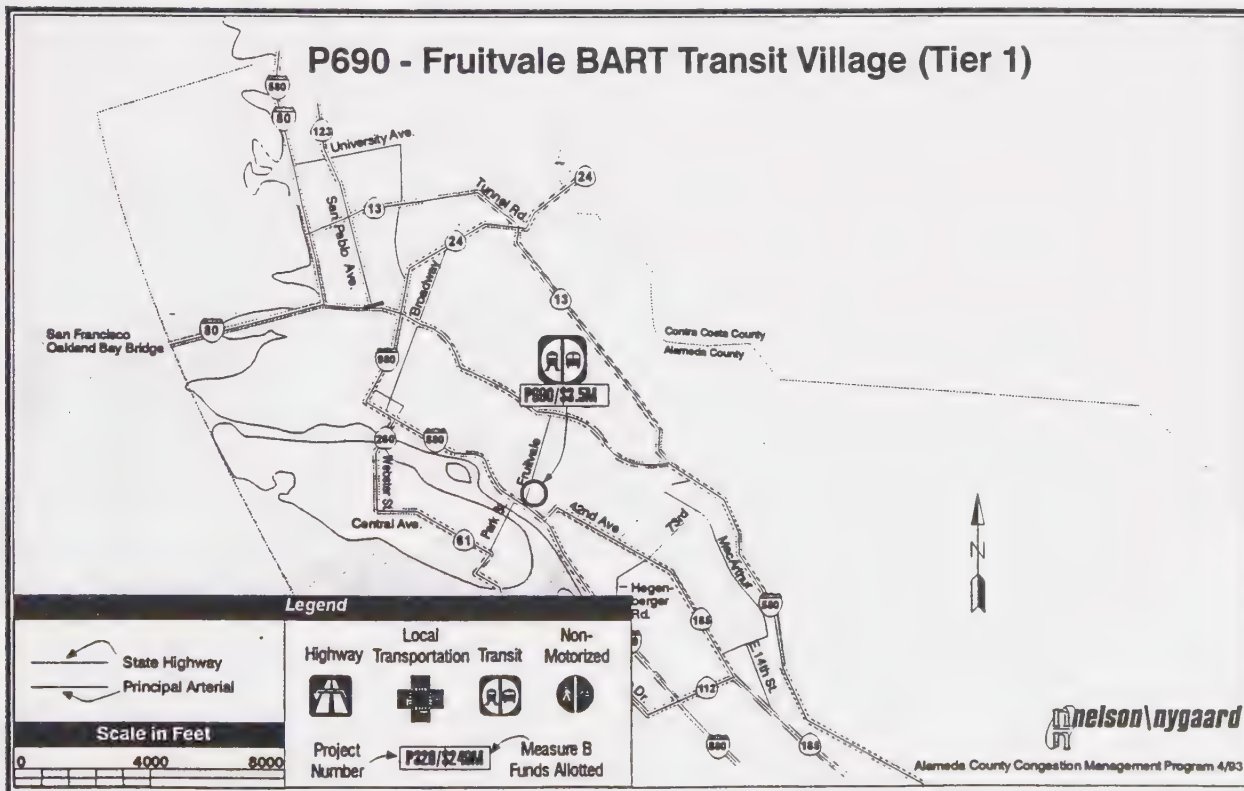 P690 - Fruitvale BART Transit Village (Tier 1)
580
80
123
University Ave.
24
Tunnel Rd.
13
San Pablo Ave.
24
Broadway
13
San Francisco
Oakland Bay Bridge
80
Contra Costa County
Alameda County
980
P690/$3.5M
260
Fruitvale
Webster St.
Park St.
42nd Ave.
73rd
Central Ave.
61
MacArthur
Hegen-
berger
Rd.
580
185
E. 14th St.
112
Dr.
185
N
Legend
State Highway
Principal Arterial
Highway
Local
Transportation
Transit
Non-
Motorized
Scale in Feet
0 4000 8000
Project
Number
P328/$249M
Measure B
Funds Allotted
nelson\nygaard
Alameda County Congestion Management Program 4/93